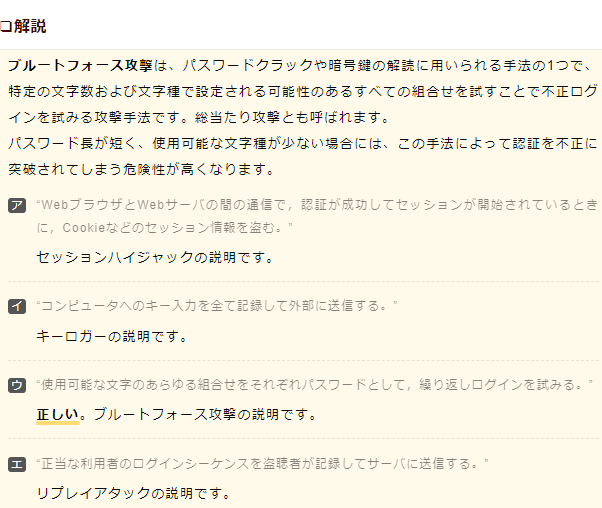 ❏解説
ブルートフォース攻撃は、パスワードクラックや暗号鍵の解読に用いられる手法の1つで、
特定の文字数および文字種で設定される可能性のあるすべての組合せを試すことで不正ログ
インを試みる攻撃手法です。総当たり攻撃とも呼ばれます。
パスワード長が短く、使用可能な文字種が少ない場合には、この手法によって認証を不正に
突破されてしまう危険性が高くなります。
ア “WebブラウザとWebサーバの間の通信で，認証が成功してセッションが開始されているとき
に，Cookieなどのセッション情報を盗む。”
セッションハイジャックの説明です。
イ “コンピュータへのキー入力を全て記録して外部に送信する。”
キーロガーの説明です。
ウ “使用可能な文字のあらゆる組合せをそれぞれパスワードとして，繰り返しログインを試みる。”
正しい。ブルートフォース攻撃の説明です。
エ “正当な利用者のログインシーケンスを盗聴者が記録してサーバに送信する。”
リプレイアタックの説明です。